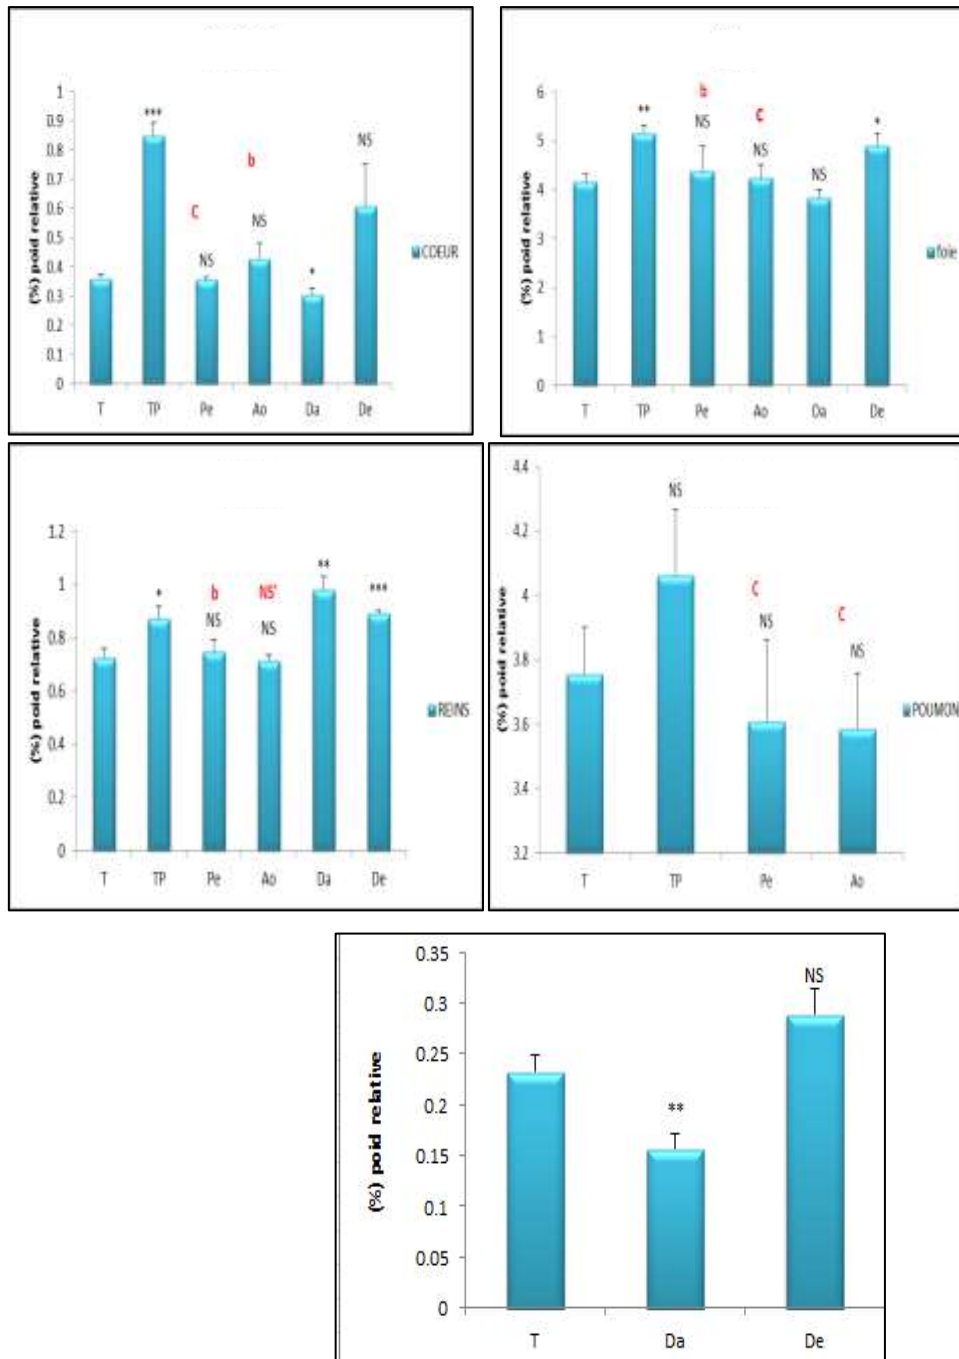 (%) poid relative
1
0.9
0.8
0.7
0.6
0.5
0.4
0.3
0.2
0.1
0
***
C
NS
b
NS
*
NS
T TP Pe Ao Da De
COEUR
(%) poid relative
6
5
4
3
2
1
0
**
b
NS
C
NS
NS
*
T TP Pe Ao Da De
foie
(%) poid relative
1.2
1
0.8
0.6
0.4
0.2
0
*
b
NS
NS'
NS
**
***
T TP Pe Ao Da De
REINS
(%) poid relative
4.4
4.2
4
3.8
3.6
3.4
3.2
NS
C
NS
C
NS
T TP Pe Ao
POUMON
(%) poid relative
0.35
0.3
0.25
0.2
0.15
0.1
0.05
0
**
NS
T Da De